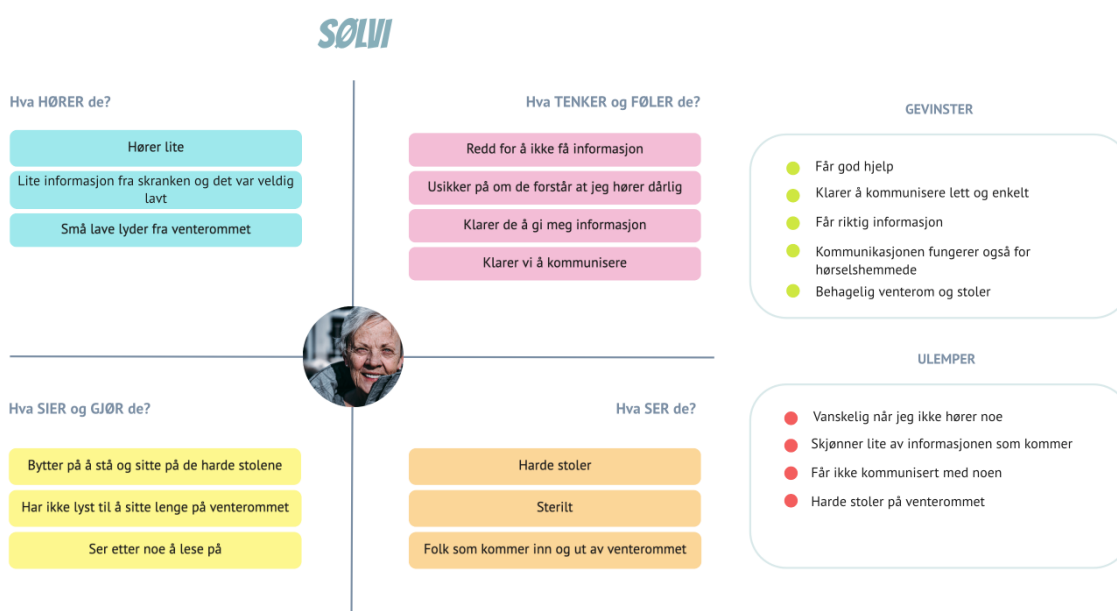 SØLVI
Hva HØRER de?
Hører lite
Lite informasjon fra skranken og det var veldig
lavt
Små lave lyder fra venterommet
Hva TENKER og FØLER de?
Redd for å ikke få informasjon
Usikker på om de forstår at jeg hører dårlig
Klarer de å gi meg informasjon
Klarer vi å kommunisere
Hva SIER og GJØR de?
Bytter på å stå og sitte på de harde stolene
Har ikke lyst til å sitte lenge på venterommet
Ser etter noe å lese på
Hva SER de?
Harde stoler
Sterilt
Folk som kommer inn og ut av venterommet
GEVINSTER
Får god hjelp
Klarer å kommunisere lett og enkelt
Får riktig informasjon
Kommunikasjonen fungerer også for
hørselshemmede
Behagelig venterom og stoler
ULEMPER
Vanskelig når jeg ikke hører noe
Skjønner lite av informasjonen som kommer
Får ikke kommunisert med noen
Harde stoler på venterommet